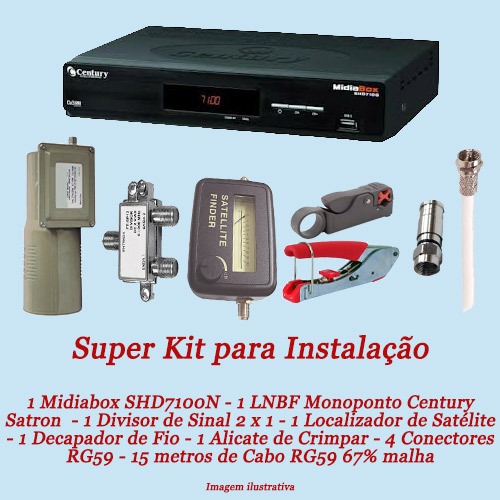 Century
Century
7100
MidiaBox
SHD7100
SATELLITE
FINDER
Super Kit para Instalação
1 Midiabox SHD7100N - 1 LNBF Monoponto Century
Satron - 1 Divisor de Sinal 2 x 1 - 1 Localizador de Satélite
- 1 Decapador de Fio - 1 Alicate de Crimpar - 4 Conectores
RG59 - 15 metros de Cabo RG59 67% malha
Imagem ilustrativa